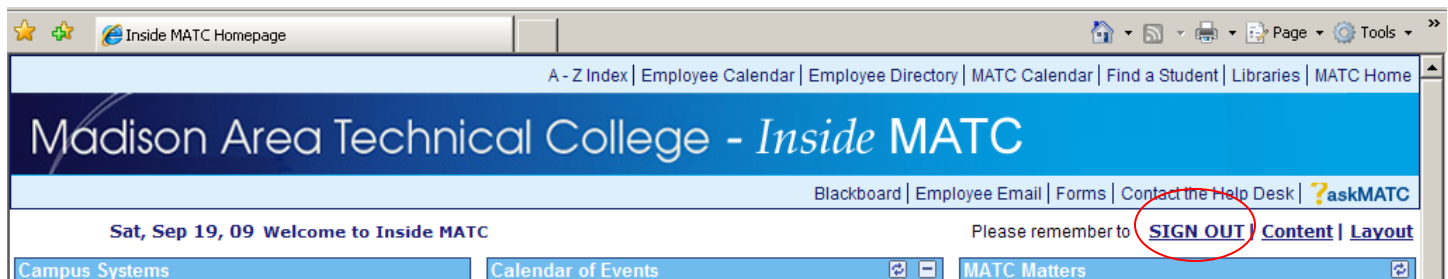 Inside MATC Homepage Page Tools »
A - Z Index | Employee Calendar | Employee Directory | MATC Calendar | Find a Student | Libraries | MATC Home
Madison Area Technical College - Inside MATC
Blackboard | Employee Email | Forms | Contact the Help Desk | ?askMATC
Sat, Sep 19, 09 Welcome to Inside MATC Please remember to SIGN OUT | Content | Layout
Campus Systems Calendar of Events MATC Matters